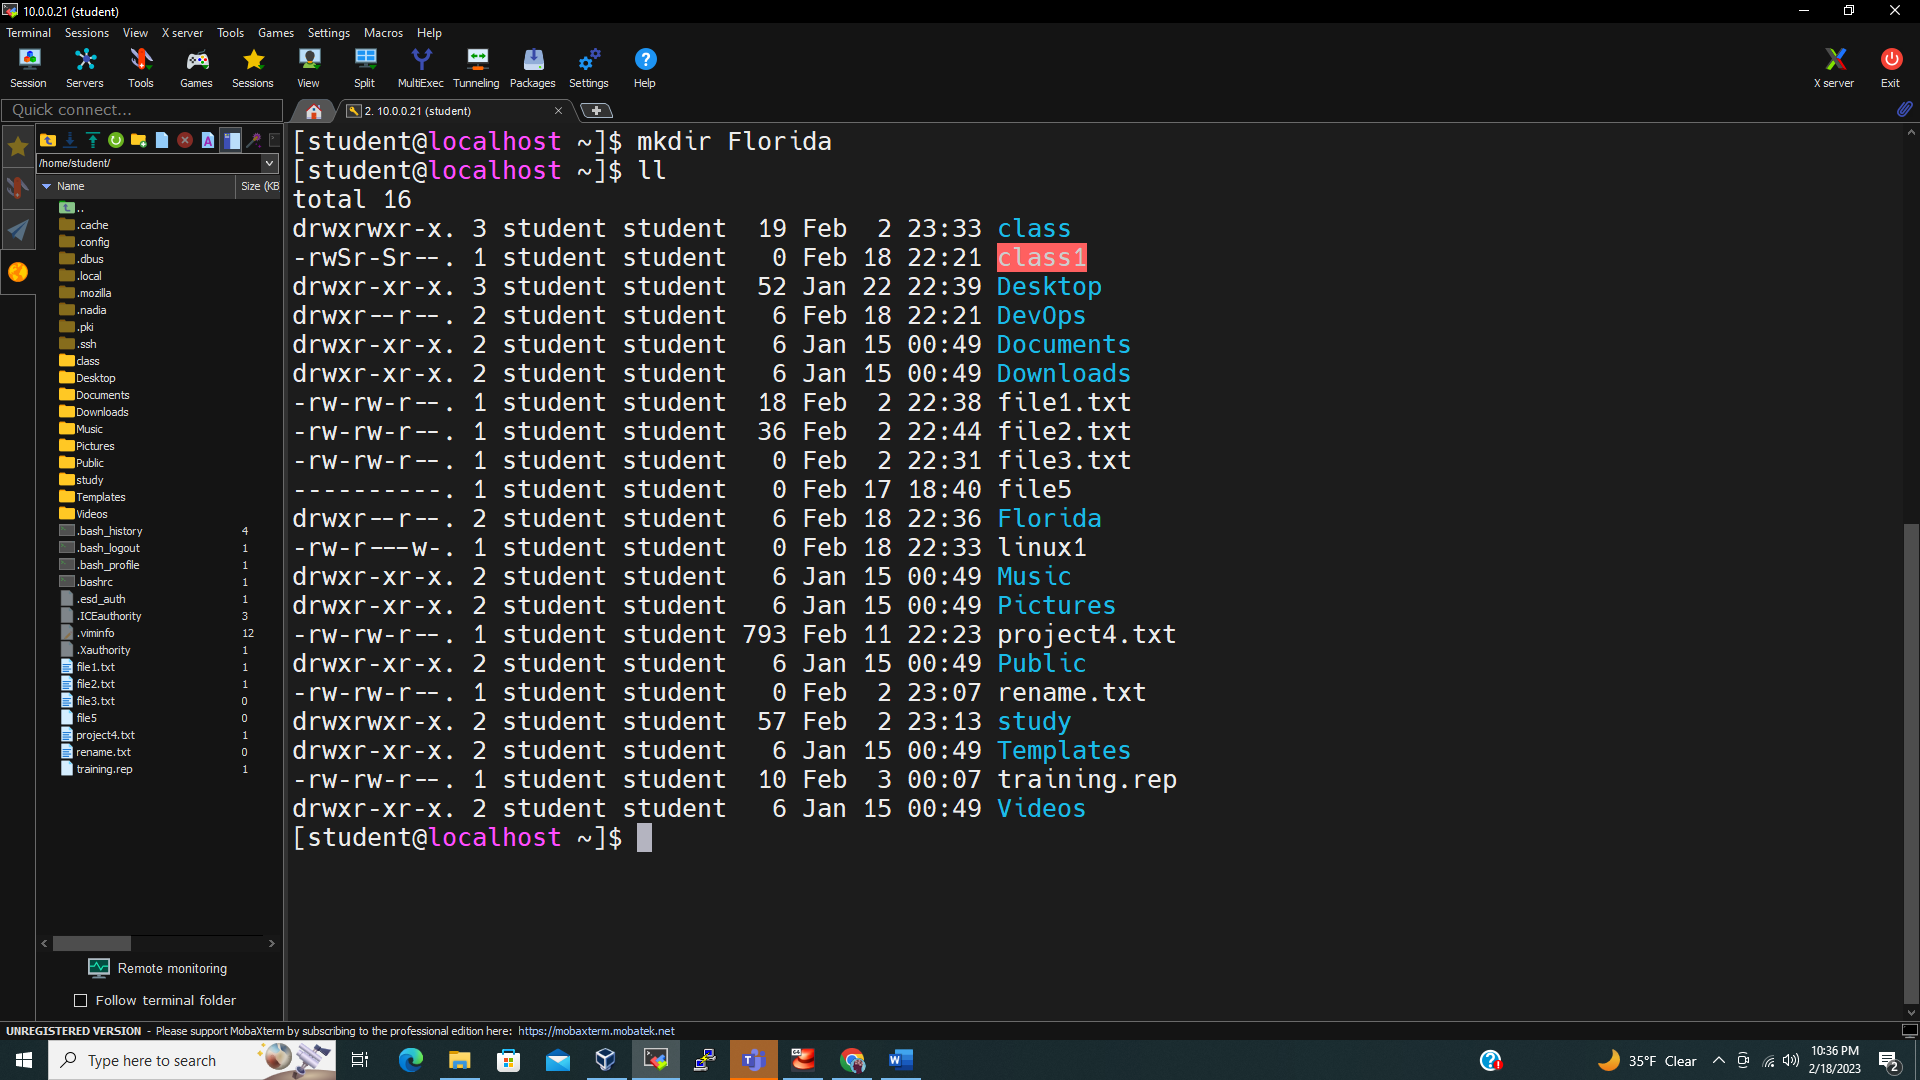 10.0.0.21 (student)
Terminal Sessions View X server Tools Games Settings Macros Help
Session Servers Tools Games Sessions View Split MultiExec Tunneling Packages Settings Help X server Exit
Quick connect...
2. 10.0.0.21 (student)
/home/student/
Name Size (KB
..
.cache
.config
.dbus
.local
.mozilla
.nadia
.pki
.ssh
class
Desktop
Documents
Downloads
Music
Pictures
Public
study
Templates
Videos
.bash_history 4
.bash_logout 1
.bash_profile 1
.bashrc 1
.esd_auth 1
.ICEauthority 3
.viminfo 12
.Xauthority 1
file1.txt 1
file2.txt 1
file3.txt 0
file5 0
project4.txt 1
rename.txt 0
training.rep 1
Remote monitoring
Follow terminal folder
[student@localhost ~]$ mkdir Florida
[student@localhost ~]$ ll
total 16
drwxrwxr-x. 3 student student  19 Feb  2 23:33 class
-rwSr-Sr--. 1 student student   0 Feb 18 22:21 class1
drwxr-xr-x. 3 student student  52 Jan 22 22:39 Desktop
drwxr--r--. 2 student student   6 Feb 18 22:21 DevOps
drwxr-xr-x. 2 student student   6 Jan 15 00:49 Documents
drwxr-xr-x. 2 student student   6 Jan 15 00:49 Downloads
-rw-rw-r--. 1 student student  18 Feb  2 22:38 file1.txt
-rw-rw-r--. 1 student student  36 Feb  2 22:44 file2.txt
-rw-rw-r--. 1 student student   0 Feb  2 22:31 file3.txt
----------. 1 student student   0 Feb 17 18:40 file5
drwxr--r--. 2 student student   6 Feb 18 22:36 Florida
-rw-r---w-. 1 student student   0 Feb 18 22:33 linux1
drwxr-xr-x. 2 student student   6 Jan 15 00:49 Music
drwxr-xr-x. 2 student student   6 Jan 15 00:49 Pictures
-rw-rw-r--. 1 student student 793 Feb 11 22:23 project4.txt
drwxr-xr-x. 2 student student   6 Jan 15 00:49 Public
-rw-rw-r--. 1 student student   0 Feb  2 23:07 rename.txt
drwxrwxr-x. 2 student student  57 Feb  2 23:13 study
drwxr-xr-x. 2 student student   6 Jan 15 00:49 Templates
-rw-rw-r--. 1 student student  10 Feb  3 00:07 training.rep
drwxr-xr-x. 2 student student   6 Jan 15 00:49 Videos
[student@localhost ~]$
UNREGISTERED VERSION - Please support MobaXterm by subscribing to the professional edition here: https://mobaxterm.mobatek.net
Type here to search
35°F Clear
10:36 PM
2/18/2023
2